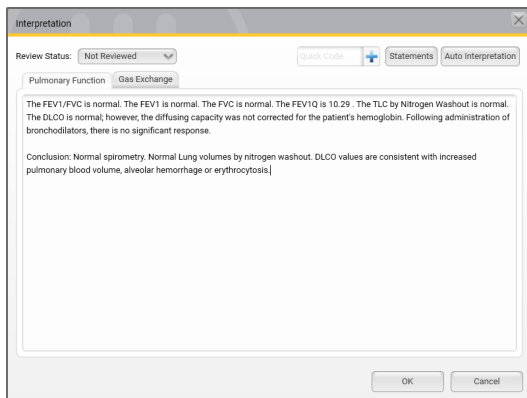 Interpretation
Review Status: Not Reviewed Quick Code Statements Auto Interpretation
Pulmonary Function Gas Exchange
The FEV1/FVC is normal. The FEV1 is normal. The FVC is normal. The FEV1Q is 10.29 . The TLC by Nitrogen Washout is normal.
The DLCO is normal; however, the diffusing capacity was not corrected for the patient's hemoglobin. Following administration of
bronchodilators, there is no significant response.
Conclusion: Normal spirometry. Normal Lung volumes by nitrogen washout. DLCO values are consistent with increased
pulmonary blood volume, alveolar hemorrhage or erythrocytosis.
OK Cancel